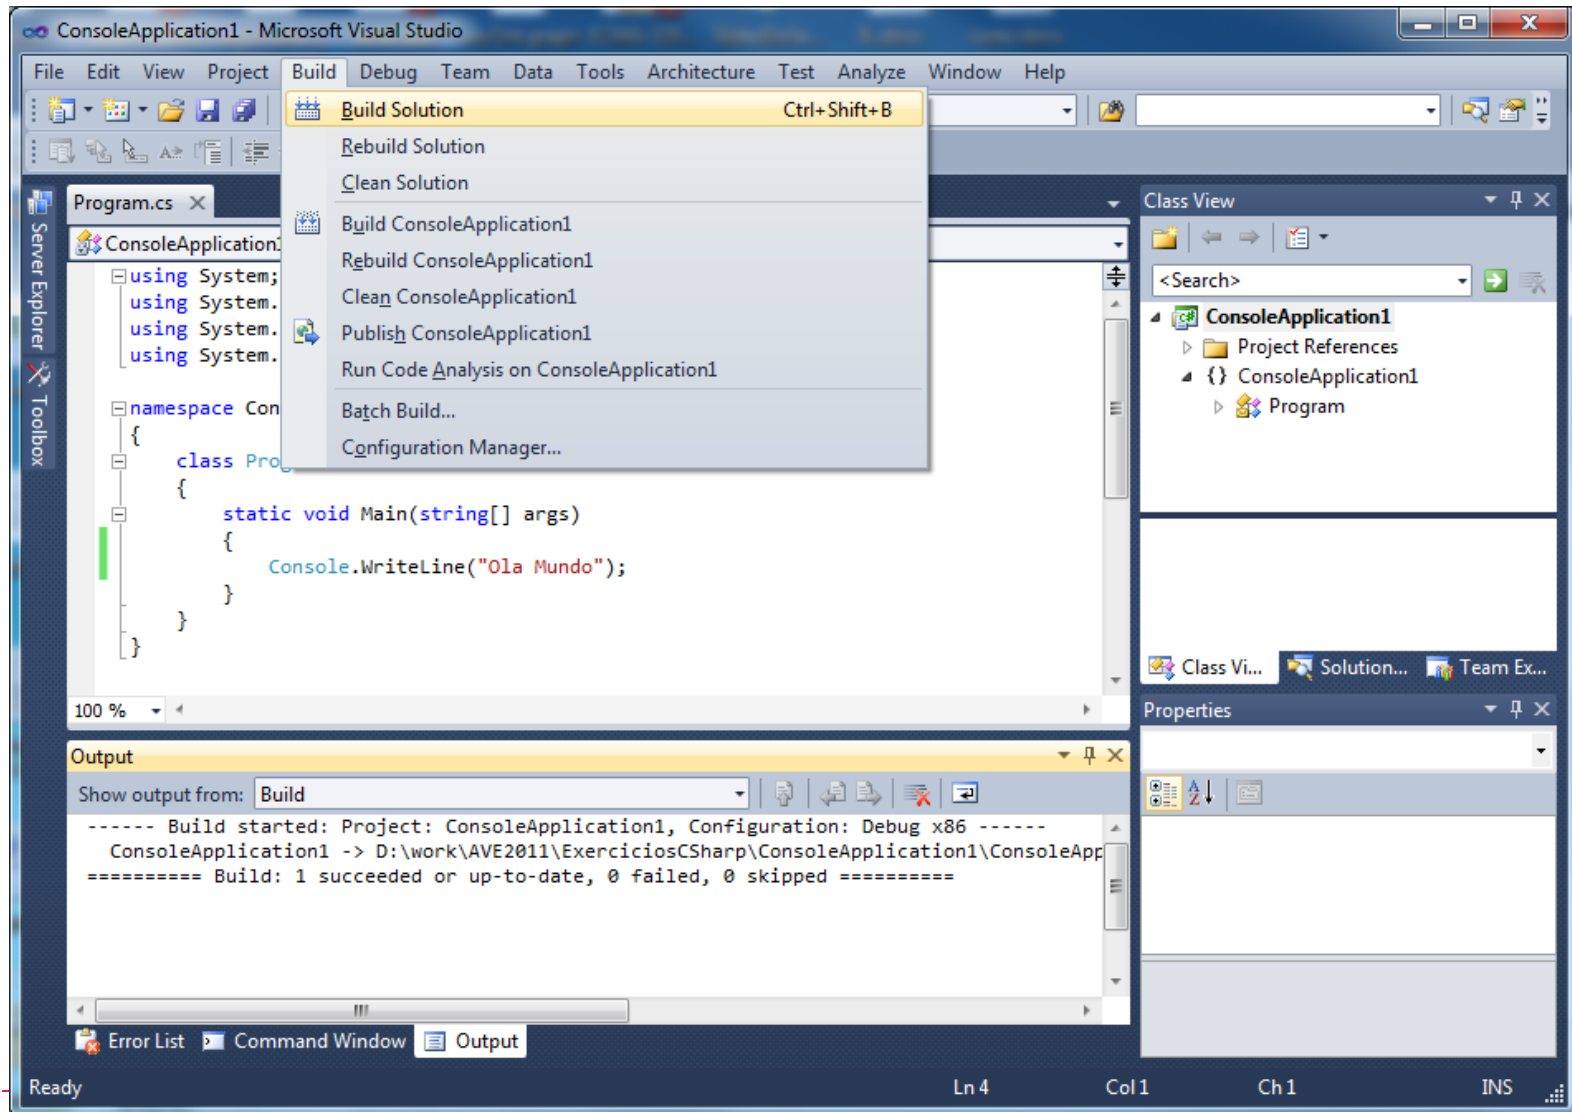 ConsoleApplication1 - Microsoft Visual Studio
File Edit View Project Build Debug Team Data Tools Architecture Test Analyze Window Help
Build Solution Ctrl+Shift+B
Rebuild Solution
Clean Solution
Build ConsoleApplication1
Rebuild ConsoleApplication1
Clean ConsoleApplication1
Publish ConsoleApplication1
Run Code Analysis on ConsoleApplication1
Batch Build...
Configuration Manager...
Server Explorer
Toolbox
Program.cs
ConsoleApplication1
using System;
using System.
using System.
using System.
namespace Con
{
class Prog
{
static void Main(string[] args)
{
Console.WriteLine("Ola Mundo");
}
}
}
100 %
Class View
<Search>
ConsoleApplication1
Project References
{} ConsoleApplication1
Program
Class Vi... Solution... Team Ex...
Properties
Output
Show output from: Build
------ Build started: Project: ConsoleApplication1, Configuration: Debug x86 ------
ConsoleApplication1 -> D:\work\AVE2011\ExerciciosCSharp\ConsoleApplication1\ConsoleApp
========== Build: 1 succeeded or up-to-date, 0 failed, 0 skipped ==========
Error List Command Window Output
Ready Ln 4 Col 1 Ch 1 INS